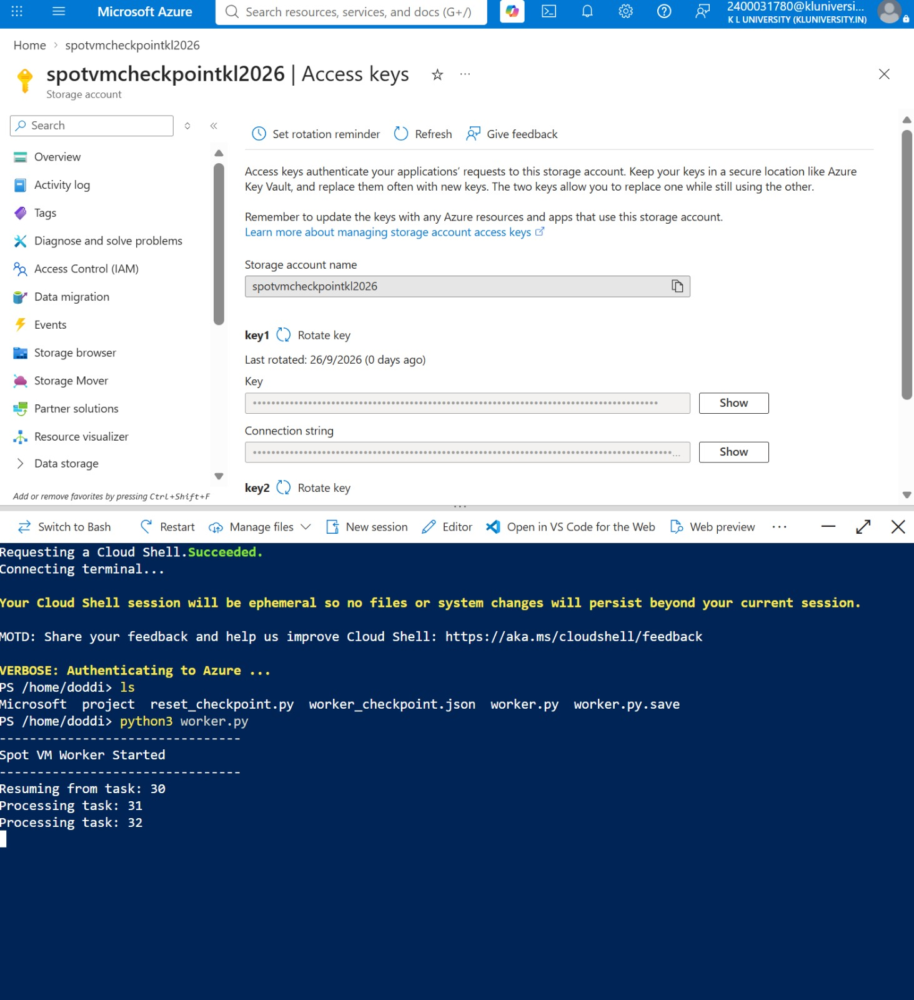 Microsoft Azure
Search resources, services, and docs (G+/)
2400031780@kluniversi...
K L UNIVERSITY (KLUNIVERSITY.IN)
Home > spotvmcheckpointkl2026
spotvmcheckpointkl2026 | Access keys
Storage account
Search
Overview
Activity log
Tags
Diagnose and solve problems
Access Control (IAM)
Data migration
Events
Storage browser
Storage Mover
Partner solutions
Resource visualizer
Data storage
Add or remove favorites by pressing Ctrl+Shift+F
Set rotation reminder Refresh Give feedback
Access keys authenticate your applications’ requests to this storage account. Keep your keys in a secure location like Azure
Key Vault, and replace them often with new keys. The two keys allow you to replace one while still using the other.
Remember to update the keys with any Azure resources and apps that use this storage account.
Learn more about managing storage account access keys
Storage account name
spotvmcheckpointkl2026
key1 Rotate key
Last rotated: 26/9/2026 (0 days ago)
Key
Show
Connection string
Show
key2 Rotate key
Switch to Bash Restart Manage files New session Editor Open in VS Code for the Web Web preview
Requesting a Cloud Shell.Succeeded.
Connecting terminal...
Your Cloud Shell session will be ephemeral so no files or system changes will persist beyond your current session.
MOTD: Share your feedback and help us improve Cloud Shell: https://aka.ms/cloudshell/feedback
VERBOSE: Authenticating to Azure ...
PS /home/doddi> ls
Microsoft project reset_checkpoint.py worker_checkpoint.json worker.py worker.py.save
PS /home/doddi> python3 worker.py
--------------------------------
Spot VM Worker Started
--------------------------------
Resuming from task: 30
Processing task: 31
Processing task: 32